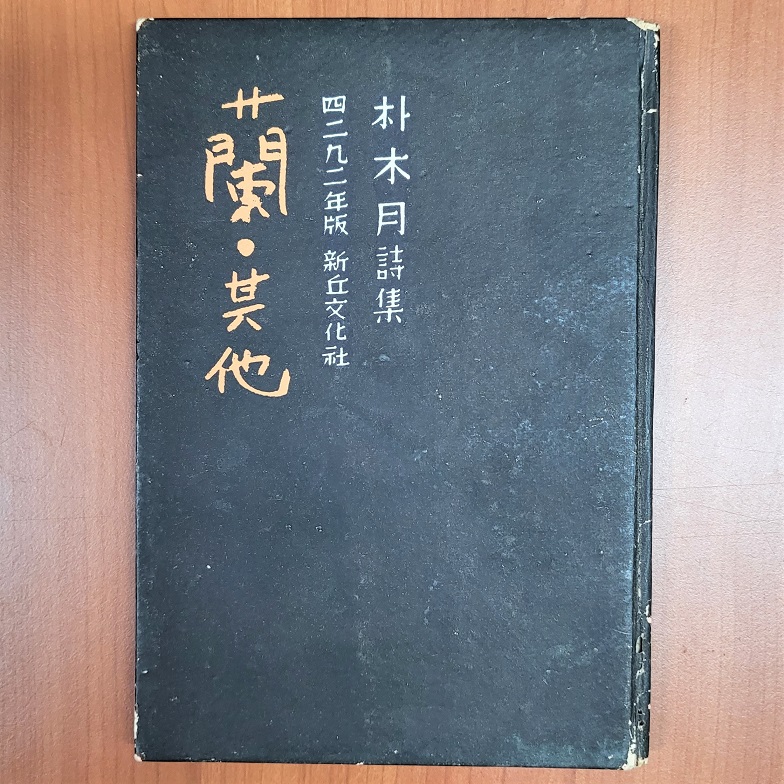 朴木月詩集
四二九二年版 新丘文化社
蘭·其他